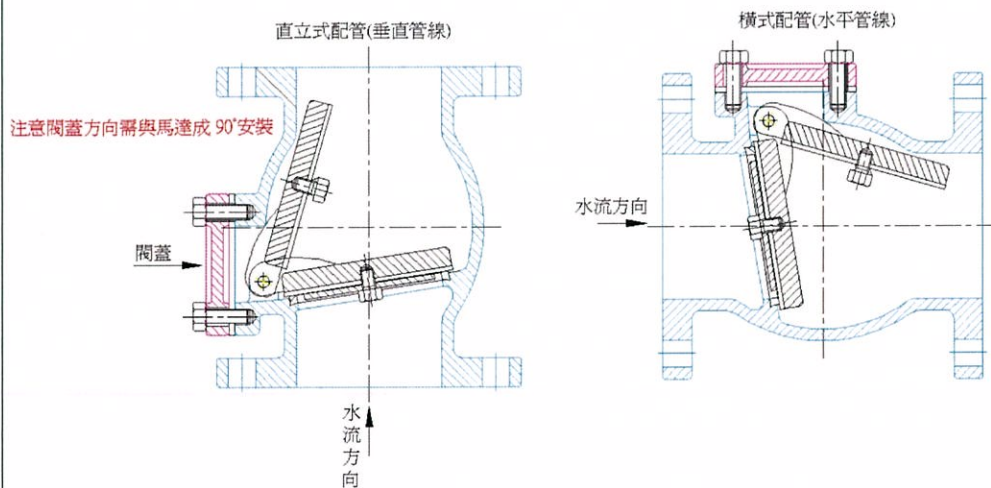 直立式配管(垂直管線)
橫式配管(水平管線)
注意閥蓋方向需與馬達成 90°安裝
水流方向
閥蓋
水流方向